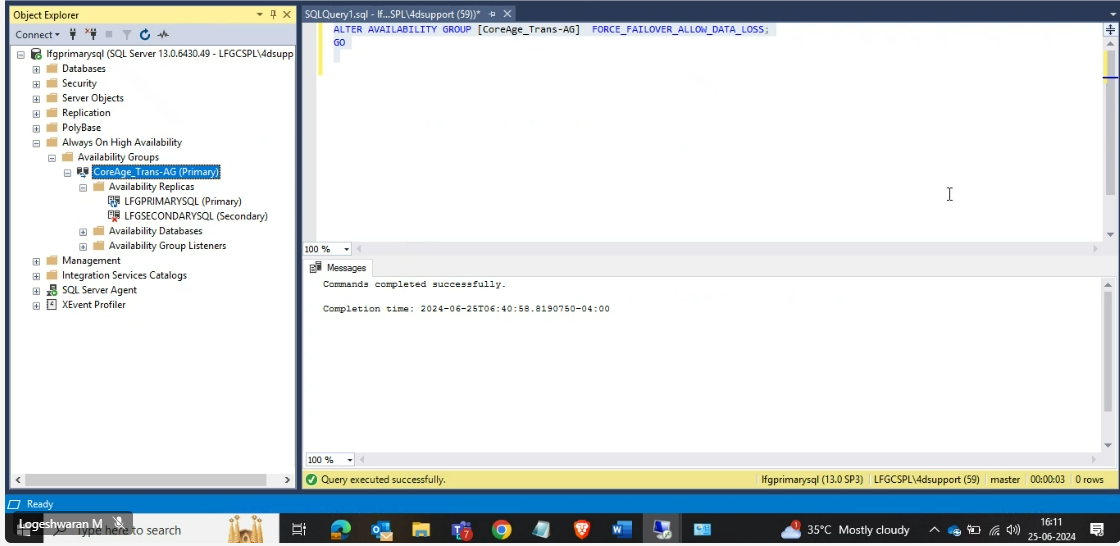 Object Explorer
Connect
lfgprimarysql (SQL Server 13.0.6430.49 - LFGCSPL\4dsupp
Databases
Security
Server Objects
Replication
PolyBase
Always On High Availability
Availability Groups
CoreAge_Trans-AG (Primary)
Availability Replicas
LFGPRIMARYSQL (Primary)
LFGSECONDARYSQL (Secondary)
Availability Databases
Availability Group Listeners
Management
Integration Services Catalogs
SQL Server Agent
XEvent Profiler
SQLQuery1.sql - lf...SPL\4dsupport (59))*
ALTER AVAILABILITY GROUP [CoreAge_Trans-AG] FORCE_FAILOVER_ALLOW_DATA_LOSS;
GO
100 %
Messages
Commands completed successfully.
Completion time: 2024-06-25T06:40:58.8190750-04:00
100 %
Query executed successfully.
lfgprimarysql (13.0 SP3)
LFGCSPL\4dsupport (59)
master
00:00:03
0 rows
Ready
Logeshwaran M
Type here to search
35°C Mostly cloudy
16:11
25-06-2024